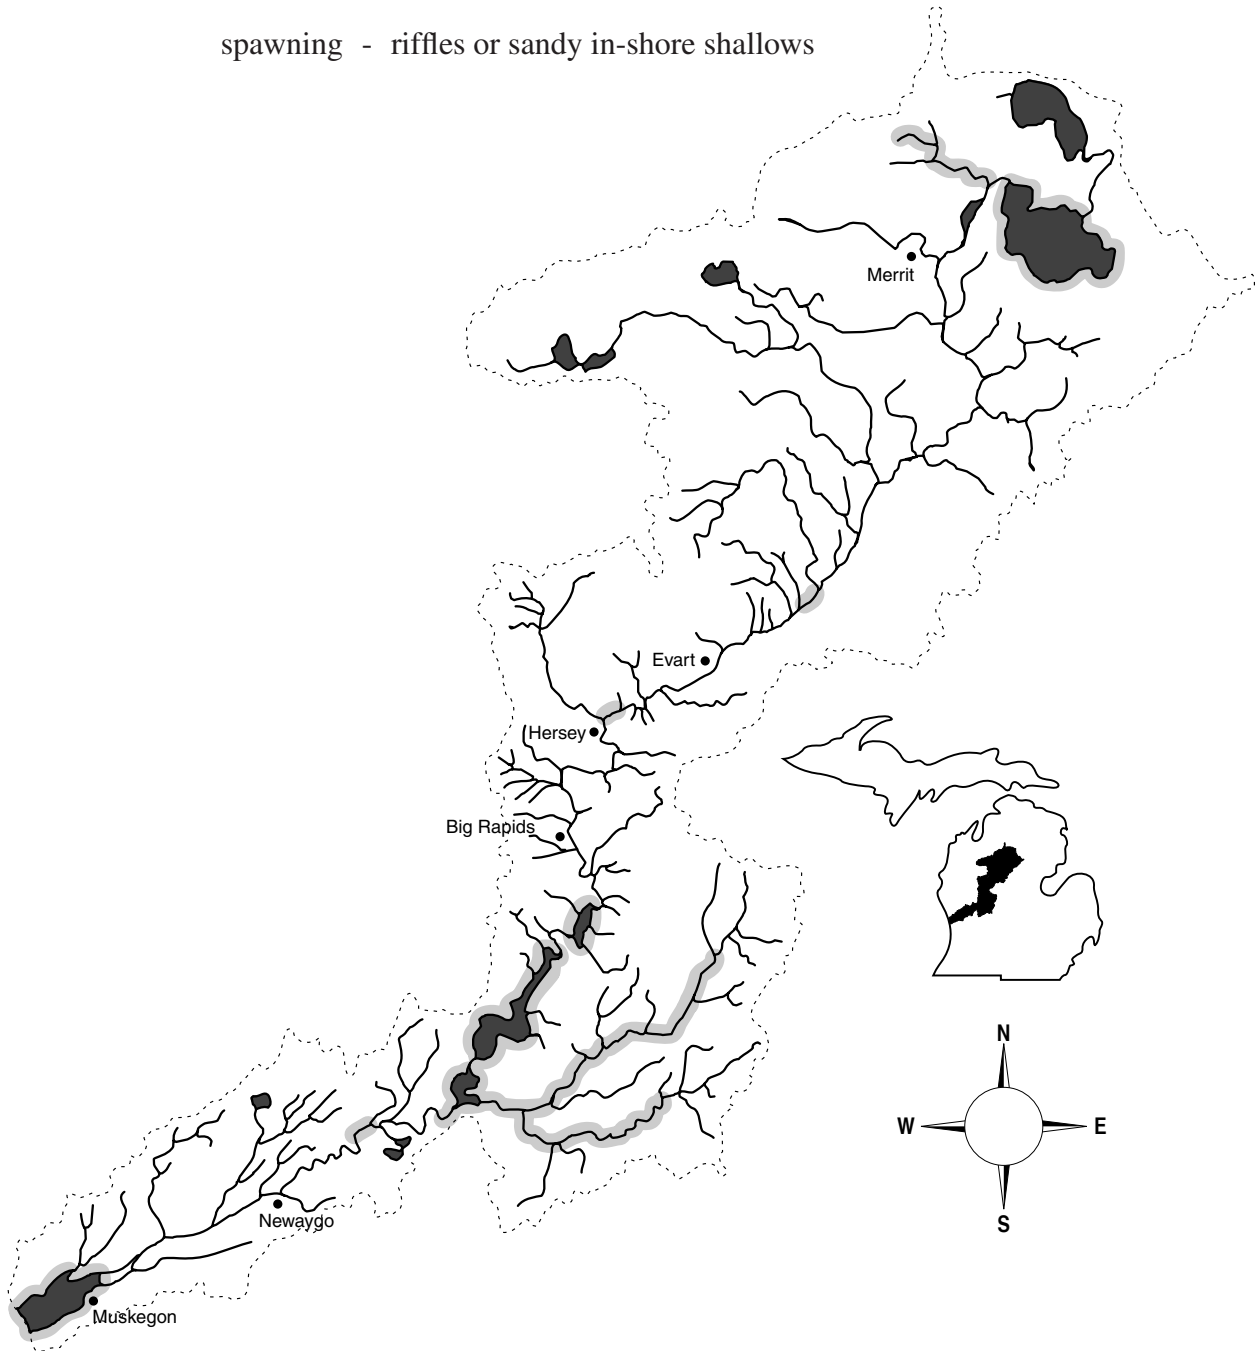 spawning - riffles or sandy in-shore shallows
Merrit
Evart
Hersey
Big Rapids
N
W
E
S
Newaygo
Muskegon